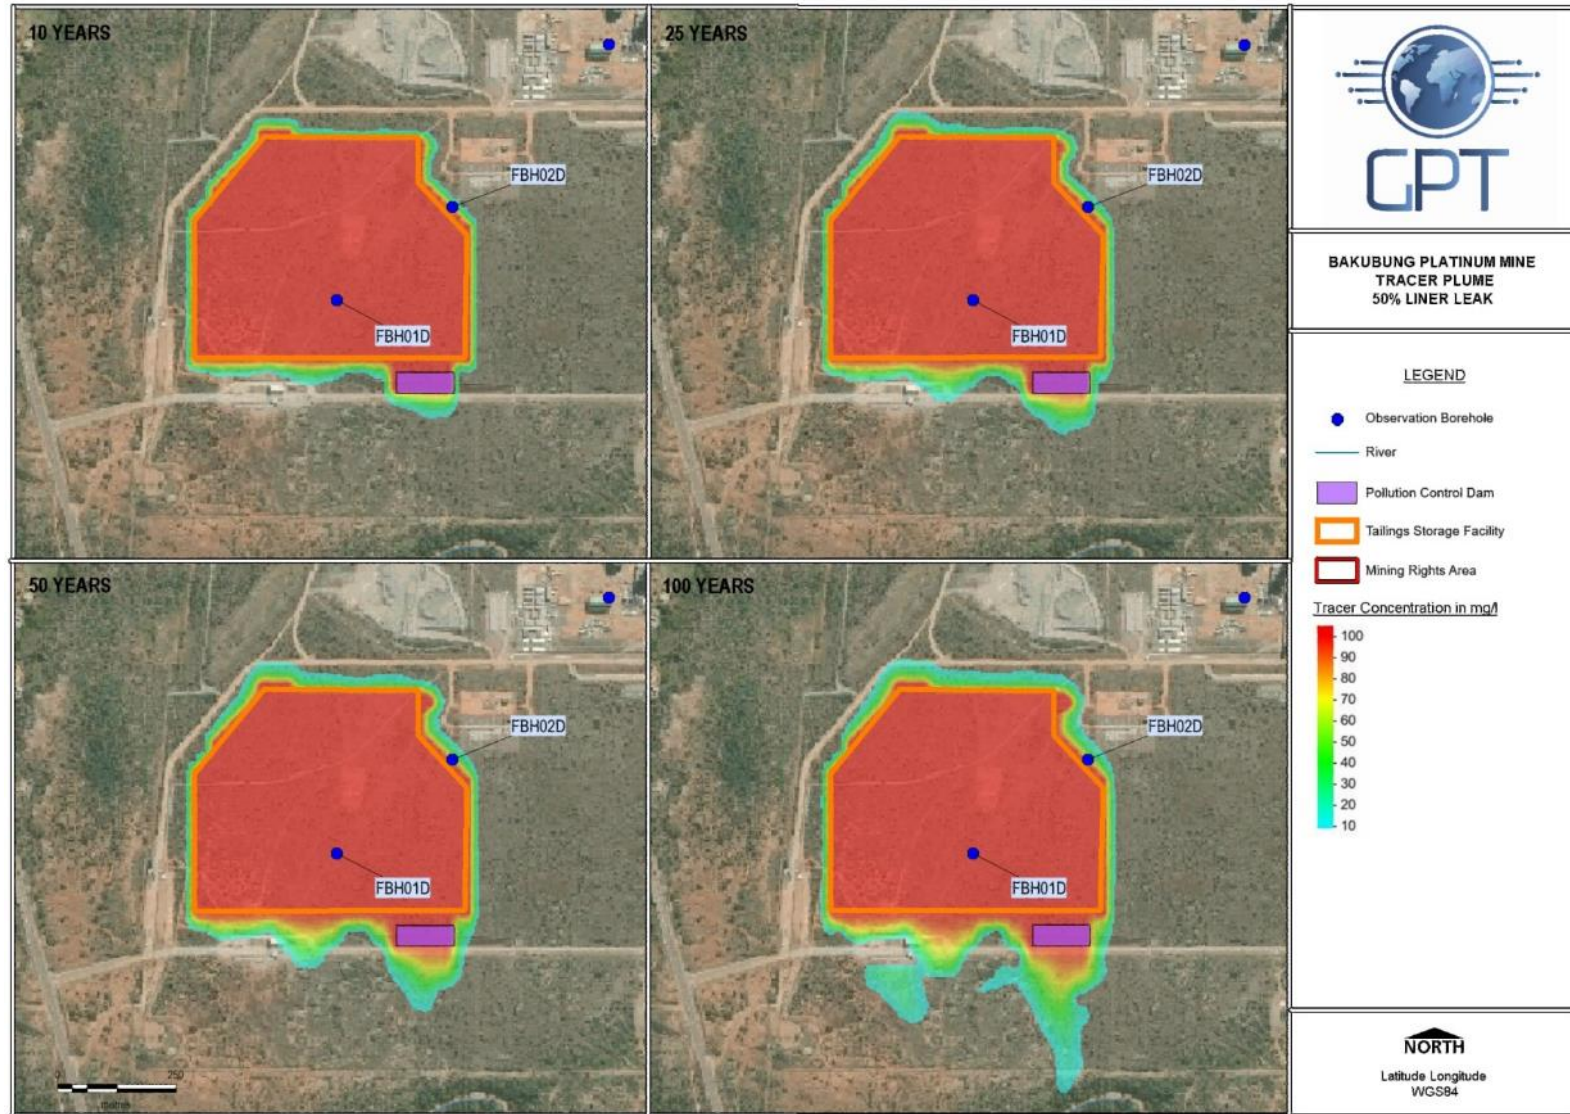 10 YEARS
FBH02D
FBH01D
25 YEARS
FBH02D
FBH01D
50 YEARS
FBH02D
FBH01D
0 250
metres
100 YEARS
FBH02D
FBH01D
GPT
BAKUBUNG PLATINUM MINE
TRACER PLUME
50% LINER LEAK
LEGEND
Observation Borehole
River
Pollution Control Dam
Tailings Storage Facility
Mining Rights Area
Tracer Concentration in mg/l
100
90
80
70
60
50
40
30
20
10
NORTH
Latitude Longitude
WGS84